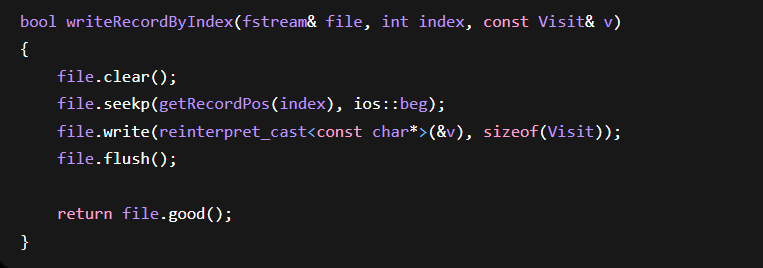 bool writeRecordByIndex(fstream& file, int index, const Visit& v)
{
    file.clear();
    file.seekp(getRecordPos(index), ios::beg);
    file.write(reinterpret_cast<const char*>(&v), sizeof(Visit));
    file.flush();

    return file.good();
}